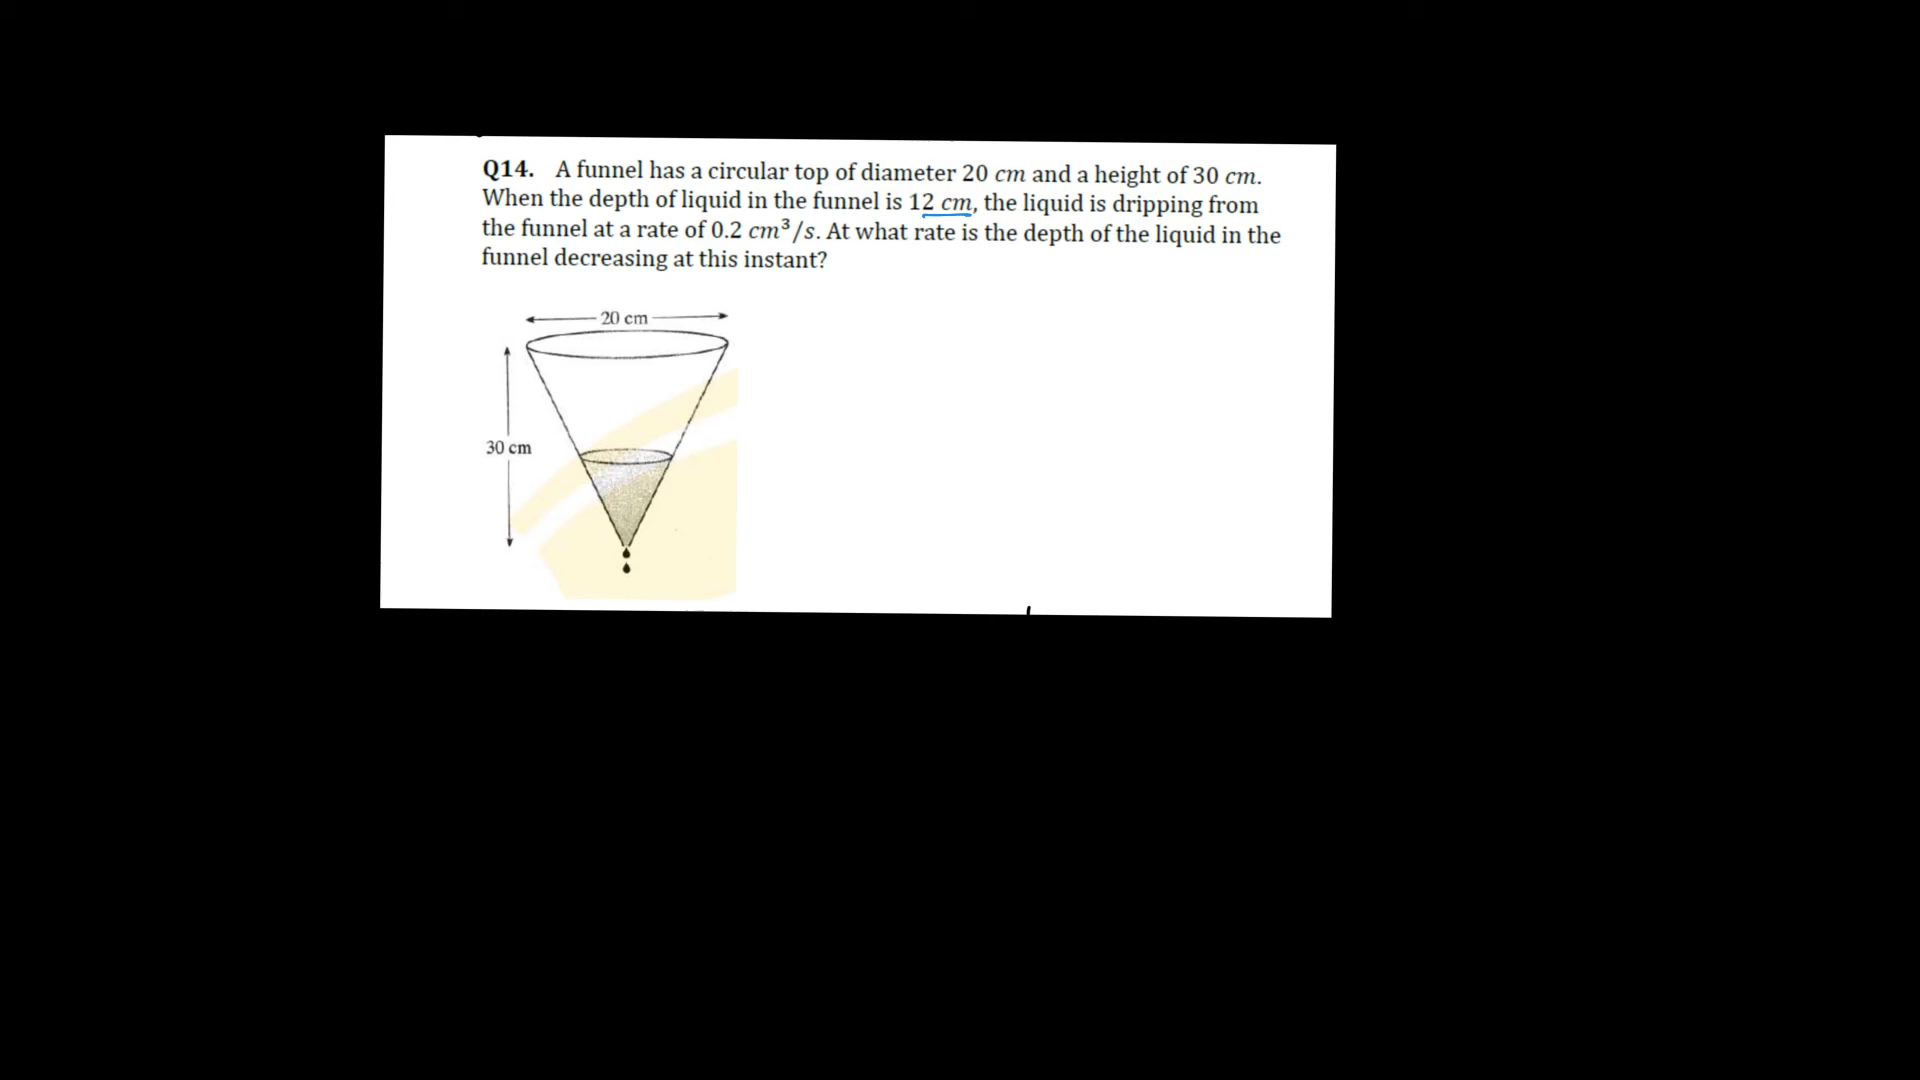 Q14. A funnel has a circular top of diameter 20 cm and a height of 30 cm.
When the depth of liquid in the funnel is 12 cm, the liquid is dripping from
the funnel at a rate of 0.2 cm³/s. At what rate is the depth of the liquid in the
funnel decreasing at this instant?
20 cm
30 cm